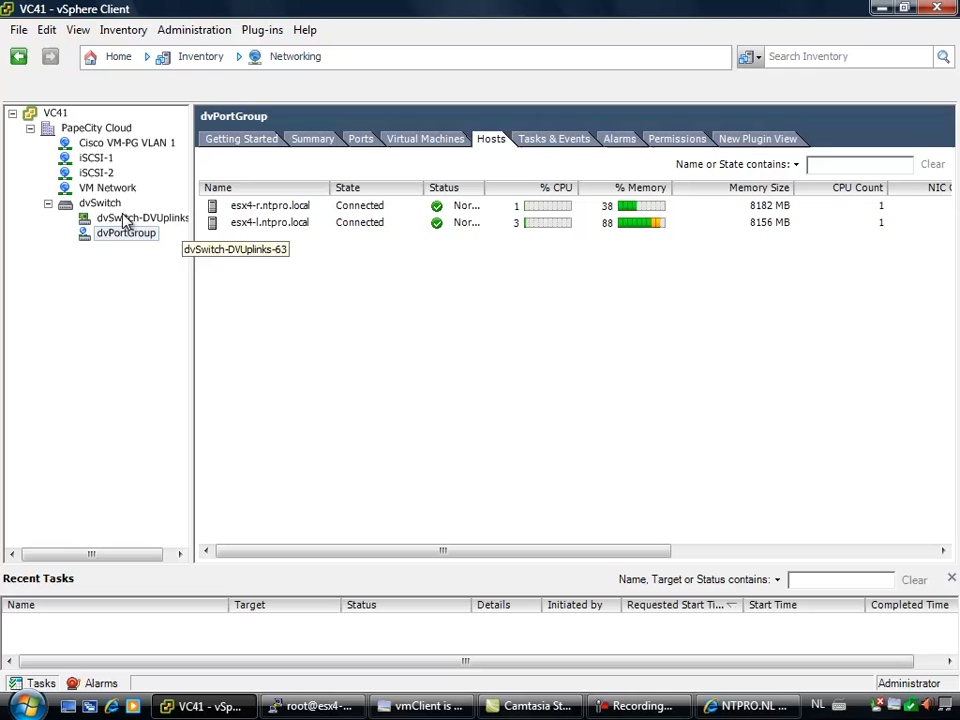 VC41 - vSphere Client
File Edit View Inventory Administration Plug-ins Help
Home Inventory Networking Search Inventory
VC41
PapeCity Cloud
Cisco VM-PG VLAN 1
iSCSI-1
iSCSI-2
VM Network
dvSwitch
dvSwitch-DVUplinks
dvPortGroup
dvSwitch-DVUplinks-63
dvPortGroup
Getting Started Summary Ports Virtual Machines Hosts Tasks & Events Alarms Permissions New Plugin View
Name or State contains: Clear
Name State Status % CPU % Memory Memory Size CPU Count NIC C
esx4-r.ntpro.local Connected Nor... 1 38 8182 MB 1
esx4-l.ntpro.local Connected Nor... 3 88 8156 MB 1
Recent Tasks Name, Target or Status contains: Clear
Name Target Status Details Initiated by Requested Start Ti... Start Time Completed Time
Tasks Alarms Administrator
VC41 - vSp... root@esx4-... vmClient is ... Camtasia St... Recording... NTPRO.NL ... NL